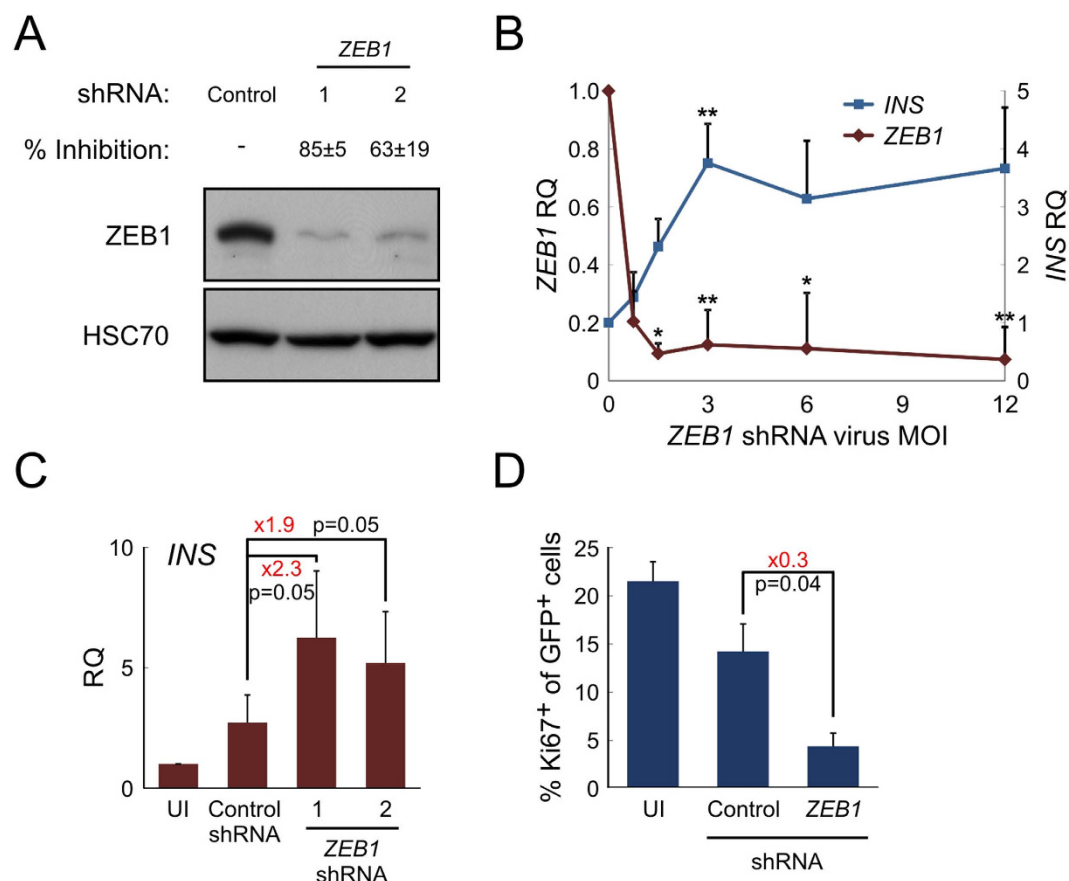 A
ZEB1
shRNA: Control 1 2
% Inhibition: - 85±5 63±19
ZEB1
HSC70
B
1.0 5
INS
ZEB1
**
0.8 4
0.6 3
ZEB1 RQ
INS RQ
0.4 2
** * **
*
0.2 1
0 0
0 3 6 9 12
ZEB1 shRNA virus MOI
C
x1.9 p=0.05
10 INS
x2.3
p=0.05
RQ
5
0
UI Control 1 2
shRNA
ZEB1
shRNA
D
25
x0.3
p=0.04
20
15
10
5
0
% Ki67+ of GFP+ cells
UI Control ZEB1
shRNA